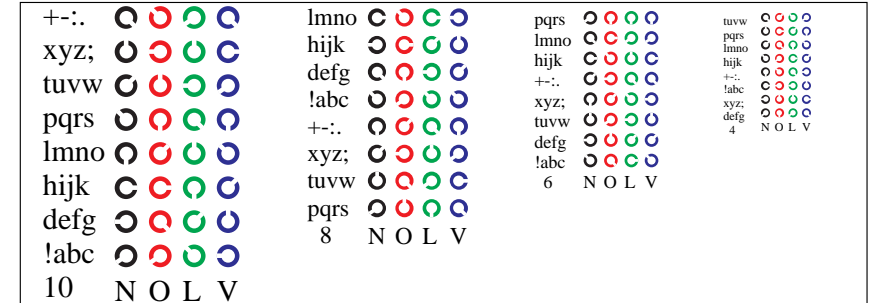 +-:.
xyz;
tuvw
pqrs
lmno
hijk
defg
!abc
10 N O L V
lmno
hijk
defg
!abc
+-:.
xyz;
tuvw
pqrs
8 N O L V
pqrs
lmno
hijk
+-:.
xyz;
tuvw
defg
!abc
6 N O L V
tuvw
pqrs
lmno
hijk
+-:.
!abc
xyz;
defg
4 N O L V